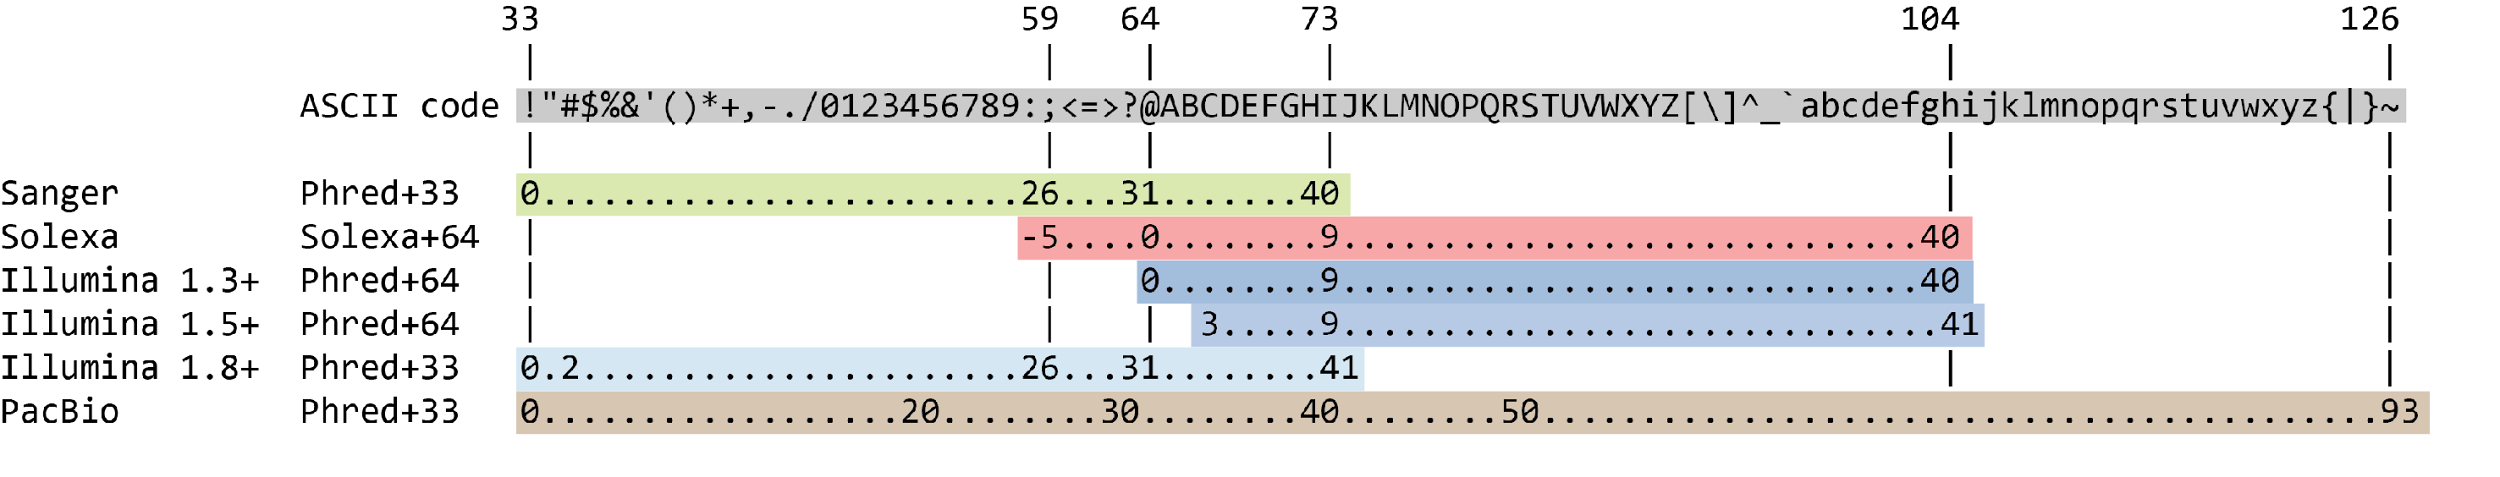 33 59 64 73 104 126
ASCII code !"#$%&'()*+,-./0123456789:;<=>?@ABCDEFGHIJKLMNOPQRSTUVWXYZ[\]^_`abcdefghijklmnopqrstuvwxyz{|}~
Sanger Phred+33 0........................26...31.......40
Solexa Solexa+64 -5....0........9.............................40
Illumina 1.3+ Phred+64 0........9.............................40
Illumina 1.5+ Phred+64 3.....9..............................41
Illumina 1.8+ Phred+33 0.2......................26...31........41
PacBio Phred+33 0..................20........30........40........50..........................................93